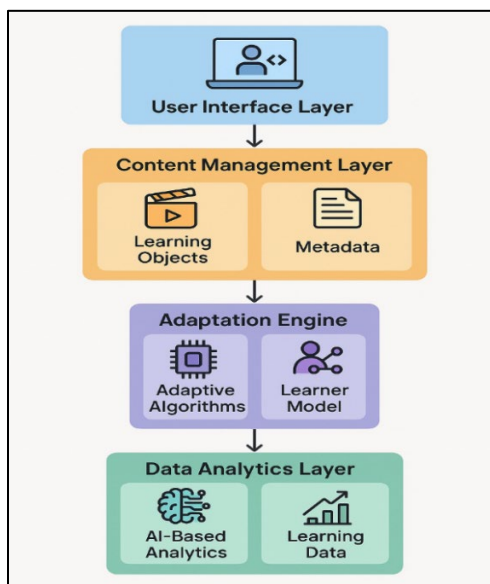 User Interface Layer
Content Management Layer
Learning
Objects
Metadata
Adaptation Engine
Adaptive
Algorithms
Learner
Model
Data Analytics Layer
AI-Based
Analytics
Learning
Data